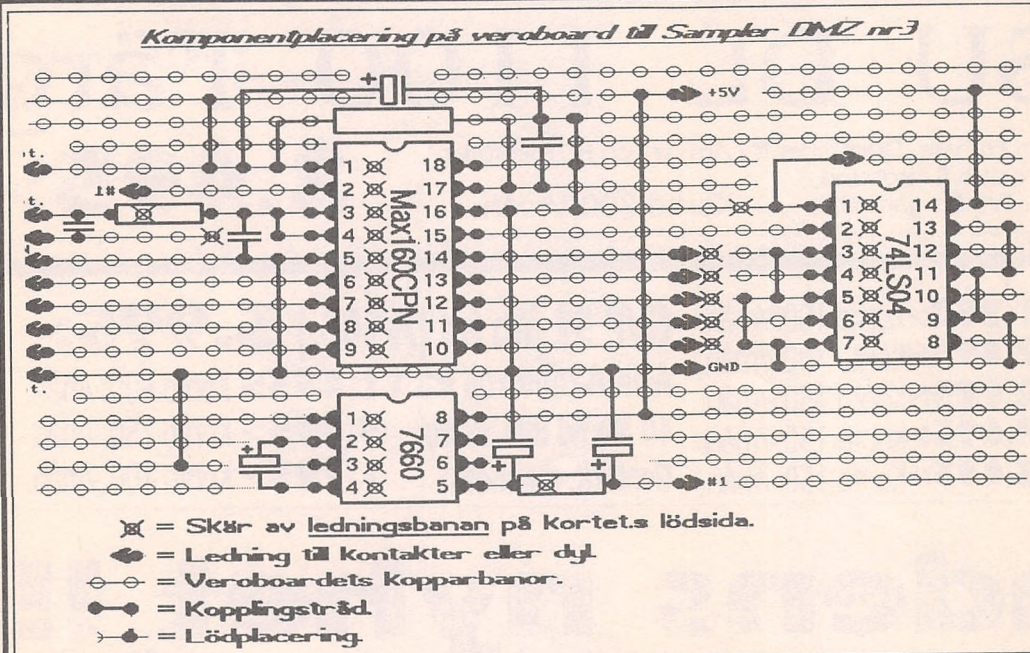 Komponentplacering på veroboard till Sampler DMZ nr3
+5V
t.
1 18
#1
2 17
t.
3 16
1 14
4 15
2 13
5 14
3 12
6 13
4 11
7 12
5 10
8 11
6 9
9 10
7 8
Max160CPN
74LS04
GND
t.
1 8
2 7
3 6
4 5
7660
#1
= Skär av ledningsbanan på kortets lödsida.
= Ledning till kontakter eller dyl.
= Veroboardets kopparbanor.
= Kopplingstråd.
= Lödplacering.